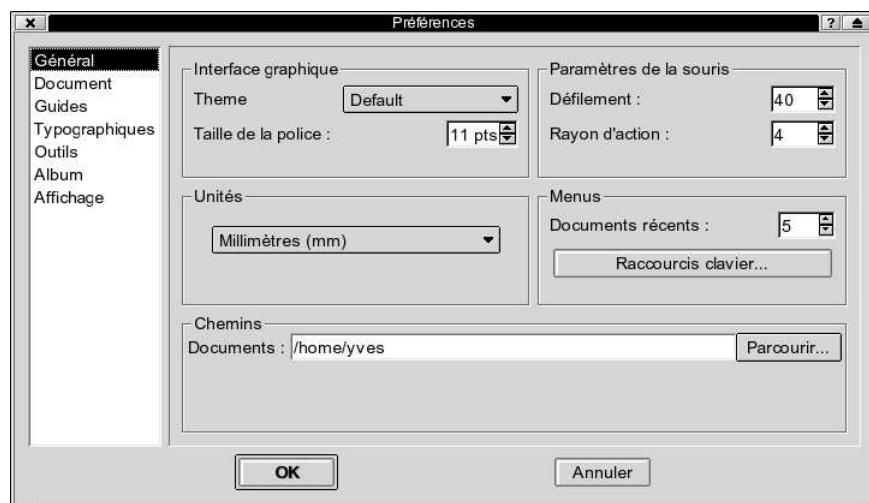 Préférences
?
Général
Document
Guides
Typographiques
Outils
Album
Affichage
Interface graphique
Theme Default
Taille de la police : 11 pts
Paramètres de la souris
Défilement : 40
Rayon d'action : 4
Unités
Millimètres (mm)
Menus
Documents récents : 5
Raccourcis clavier...
Chemins
Documents : /home/yves Parcourir...
OK Annuler